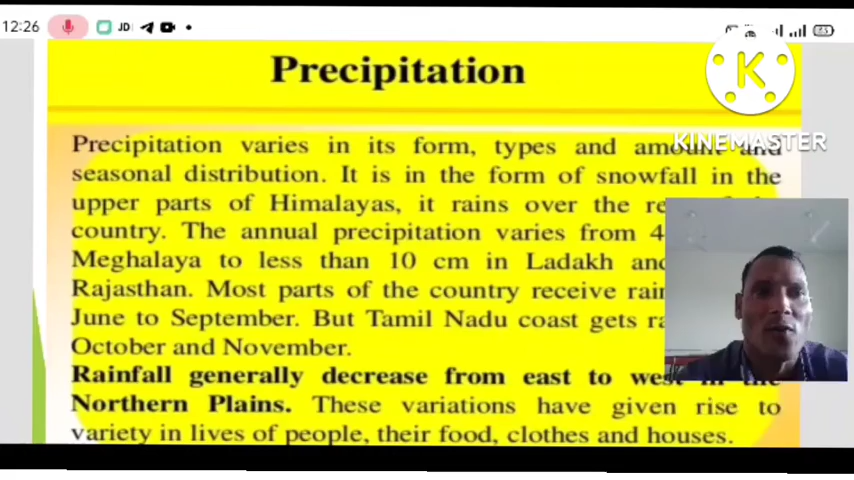 12:26
JD
Precipitation
K
KINEMASTER
Precipitation varies in its form, types and amount and
seasonal distribution. It is in the form of snowfall in the
upper parts of Himalayas, it rains over the
country. The annual precipitation varies from 4
Meghalaya to less than 10 cm in Ladakh and
Rajasthan. Most parts of the country receive
June to September. But Tamil Nadu coast gets
October and November.
Rainfall generally decrease from east to west in the
Northern Plains. These variations have given rise to
variety in lives of people, their food, clothes and houses.